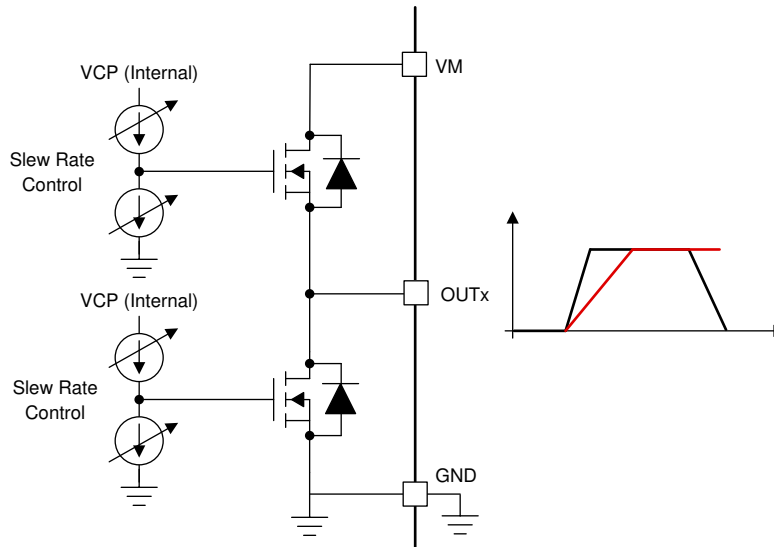 VM
VCP (Internal)
Slew Rate
Control
OUTx
VCP (Internal)
Slew Rate
Control
GND